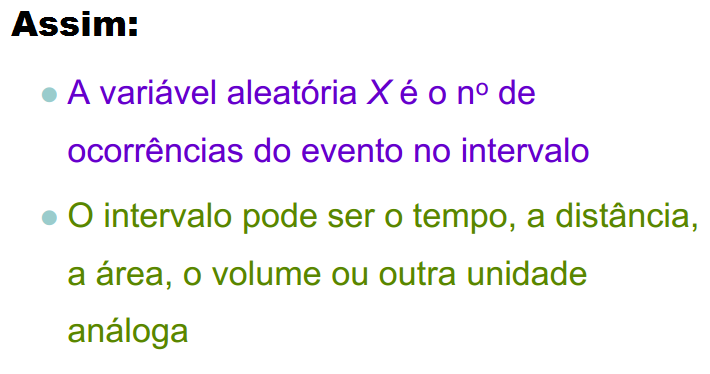 Assim:
A variável aleatória X é o nº de
ocorrências do evento no intervalo
O intervalo pode ser o tempo, a distância,
a área, o volume ou outra unidade
análoga